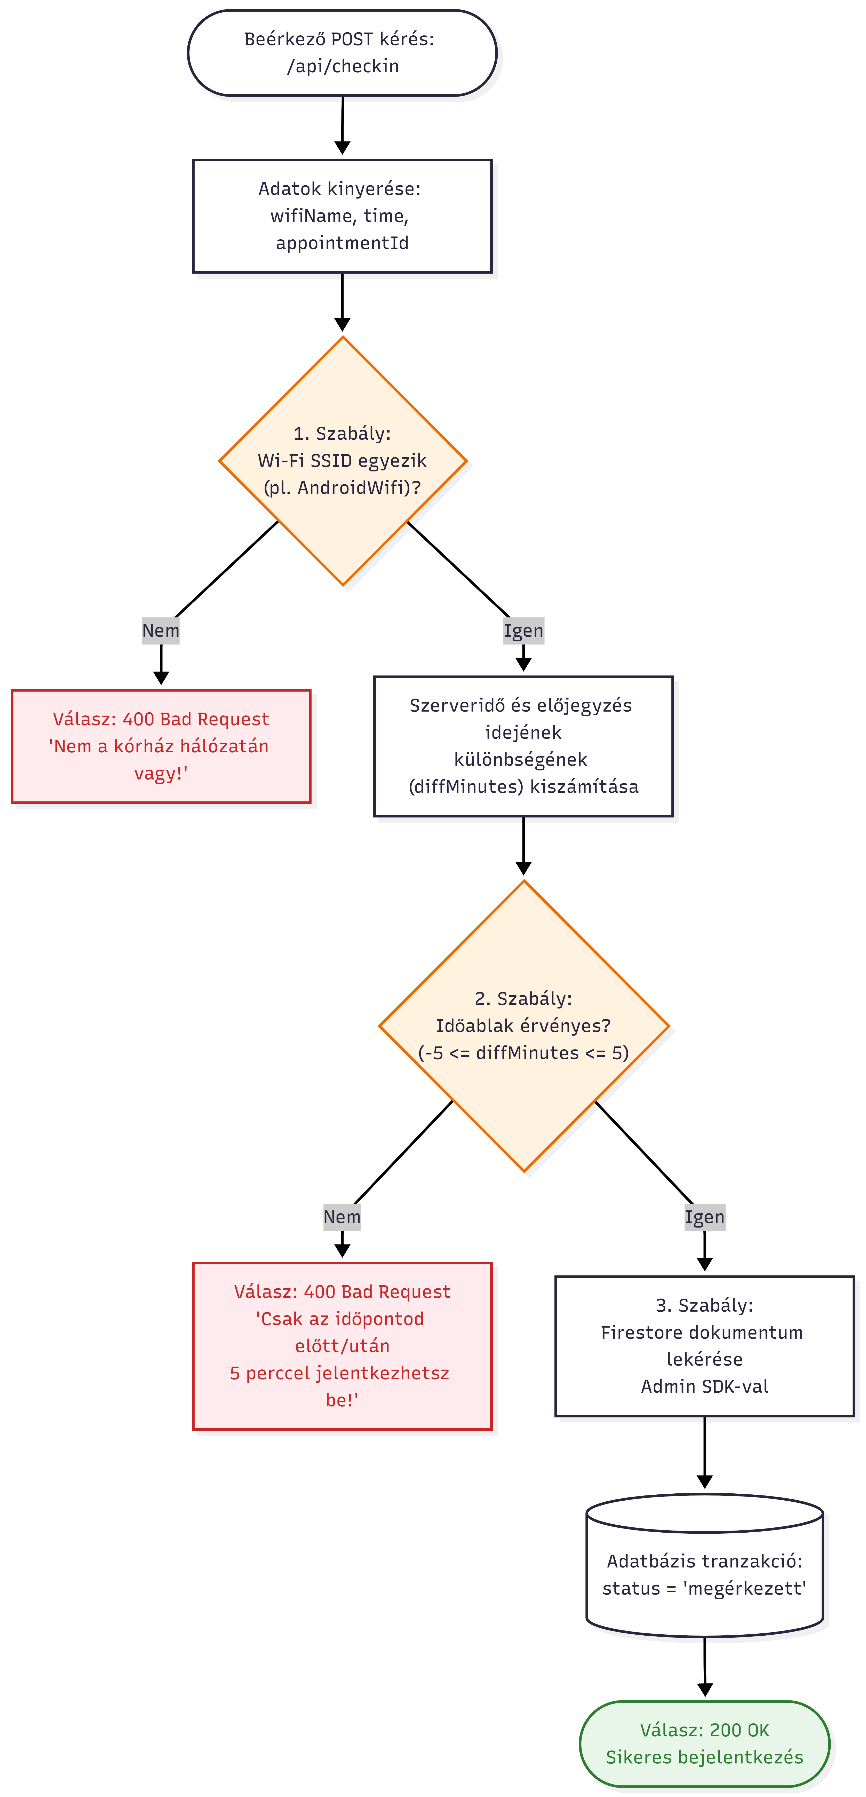 Beérkező POST kérés:
/api/checkin
Adatok kinyerése:
wifiName, time,
appointmentId
1. Szabály:
Wi-Fi SSID egyezik
(pl. AndroidWifi)?
Nem
Igen
Válasz: 400 Bad Request
'Nem a kórház hálózatán
vagy!'
Szerveridő és előjegyzés
idejének
különbségének
(diffMinutes) kiszámítása
2. Szabály:
Időablak érvényes?
(-5 <= diffMinutes <= 5)
Nem
Igen
Válasz: 400 Bad Request
'Csak az időpontod
előtt/után
5 perccel jelentkezhetsz
be!'
3. Szabály:
Firestore dokumentum
lekérése
Admin SDK-val
Adatbázis tranzakció:
status = 'megérkezett'
Válasz: 200 OK
Sikeres bejelentkezés